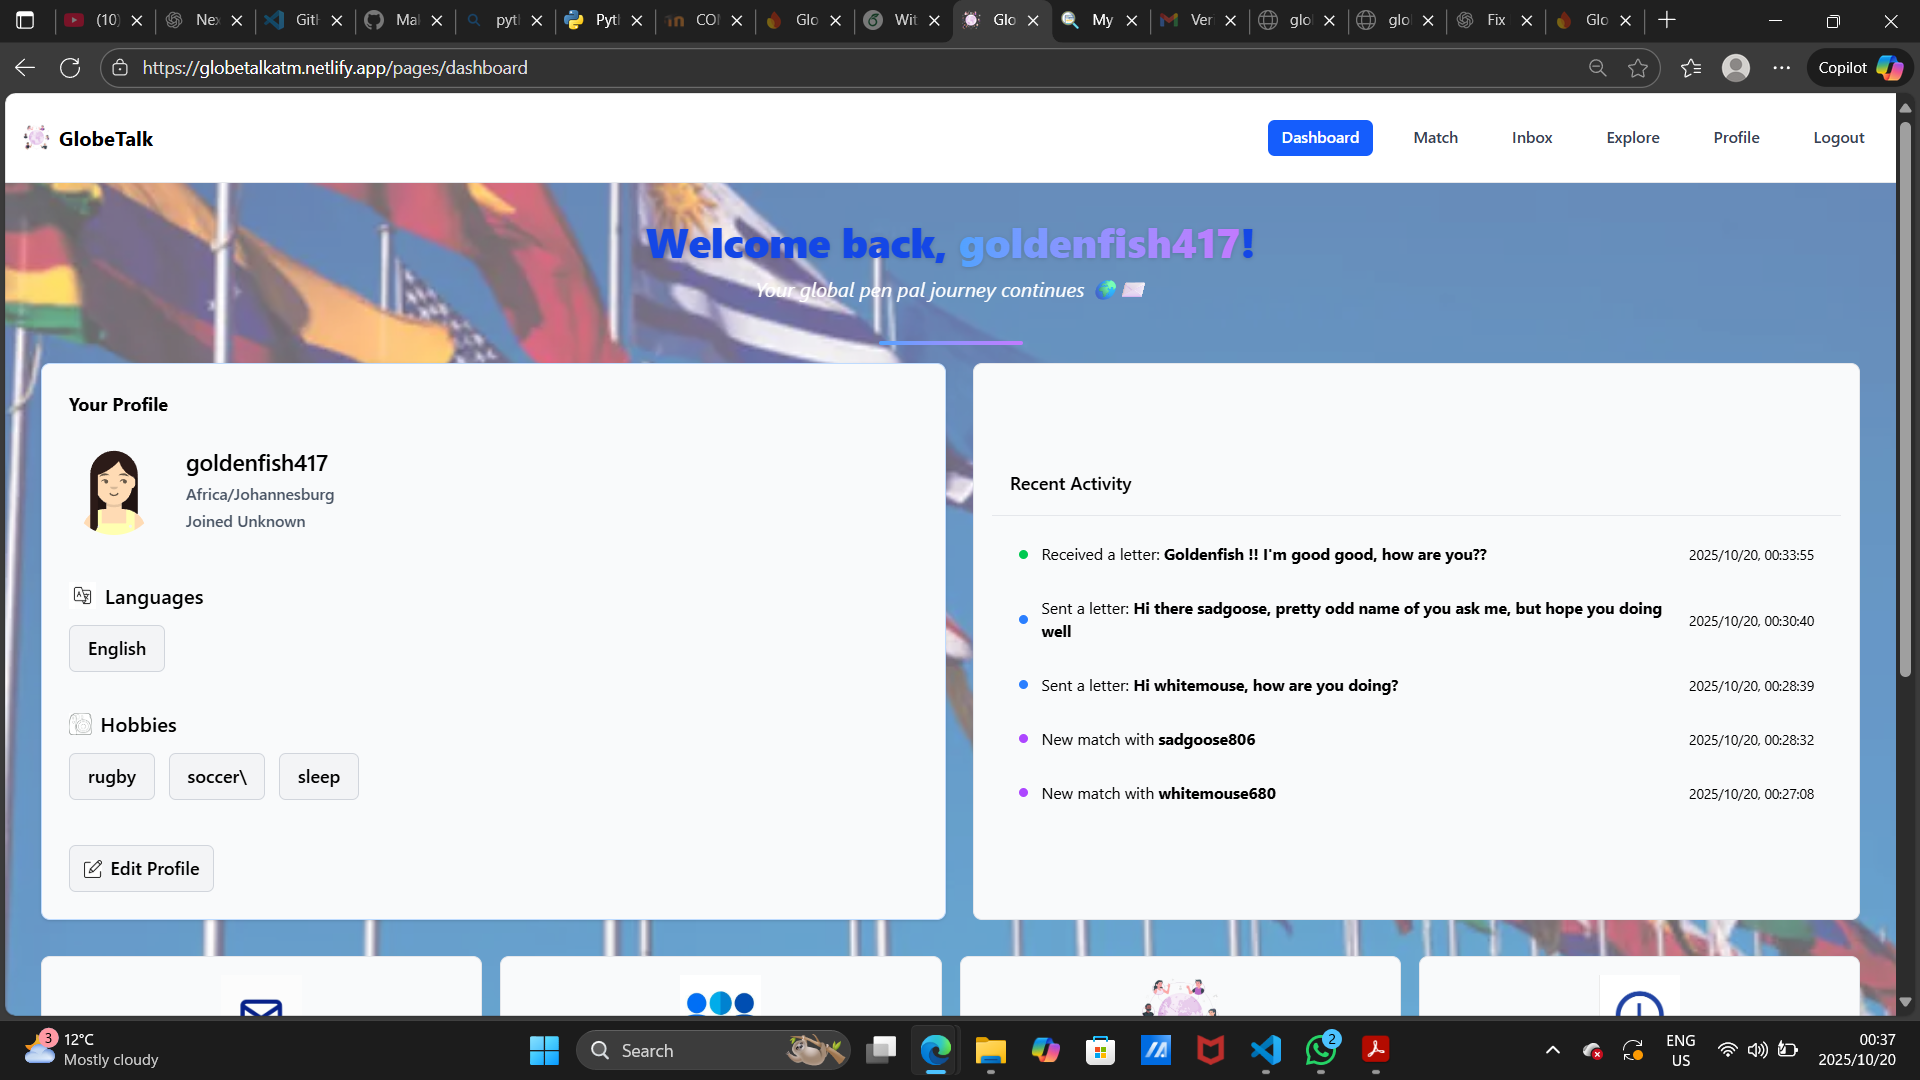 (10)
Nex
Gith
Mal
pyth
Pyth
CO
Glo
Wit
Glo
My
Ver
glol
glol
Fix
Glo
https://globetalkatm.netlify.app/pages/dashboard
Copilot
GlobeTalk
Dashboard
Match
Inbox
Explore
Profile
Logout
Welcome back, goldenfish417!
Your global pen pal journey continues
Your Profile
goldenfish417
Africa/Johannesburg
Joined Unknown
Languages
English
Hobbies
rugby
soccer\
sleep
Edit Profile
Recent Activity
Received a letter: Goldenfish !! I'm good good, how are you??
2025/10/20, 00:33:55
Sent a letter: Hi there sadgoose, pretty odd name of you ask me, but hope you doing
well
2025/10/20, 00:30:40
Sent a letter: Hi whitemouse, how are you doing?
2025/10/20, 00:28:39
New match with sadgoose806
2025/10/20, 00:28:32
New match with whitemouse680
2025/10/20, 00:27:08
3
12°C
Mostly cloudy
Search
2
ENG
US
00:37
2025/10/20